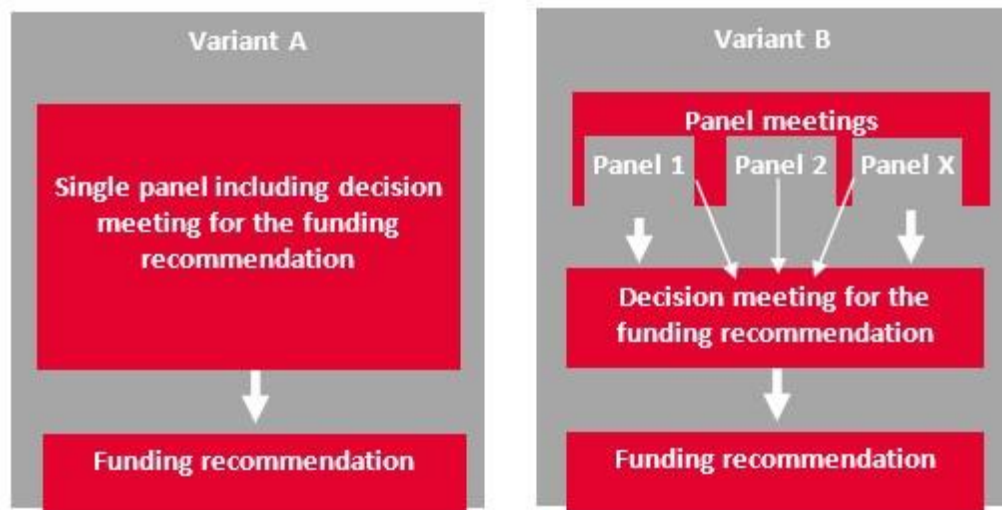 Variant A
Single panel including decision
meeting for the funding
recommendation
Funding recommendation
Variant B
Panel meetings
Panel 1
Panel 2
Panel X
Decision meeting for the
funding recommendation
Funding recommendation